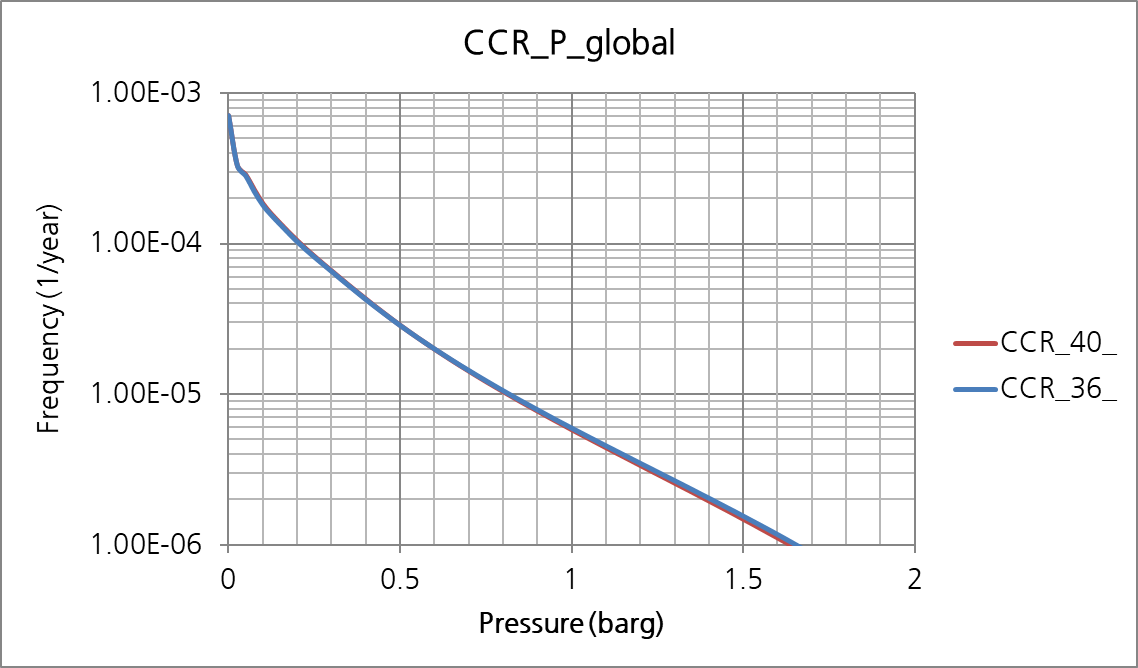 CCR_P_global
1.00E-03
1.00E-04
1.00E-05
1.00E-06
Frequency (1/year)
0 0.5 1 1.5 2
Pressure (barg)
CCR_40_
CCR_36_